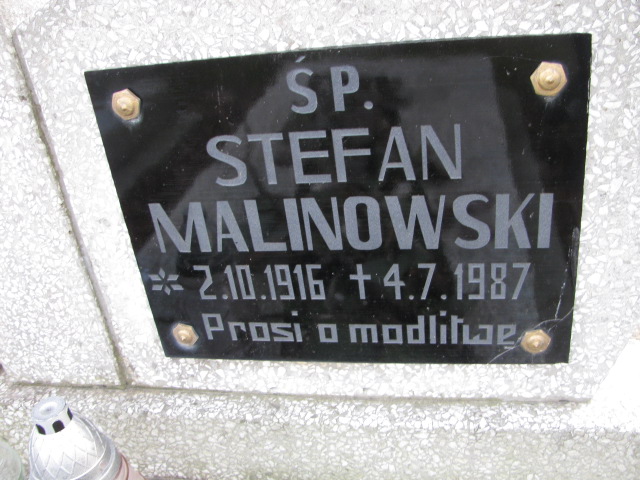 ŚP.
STEFAN
MALINOWSKI
* 2.10.1916 ✝ 4.7.1987
Prosi o modlitwę